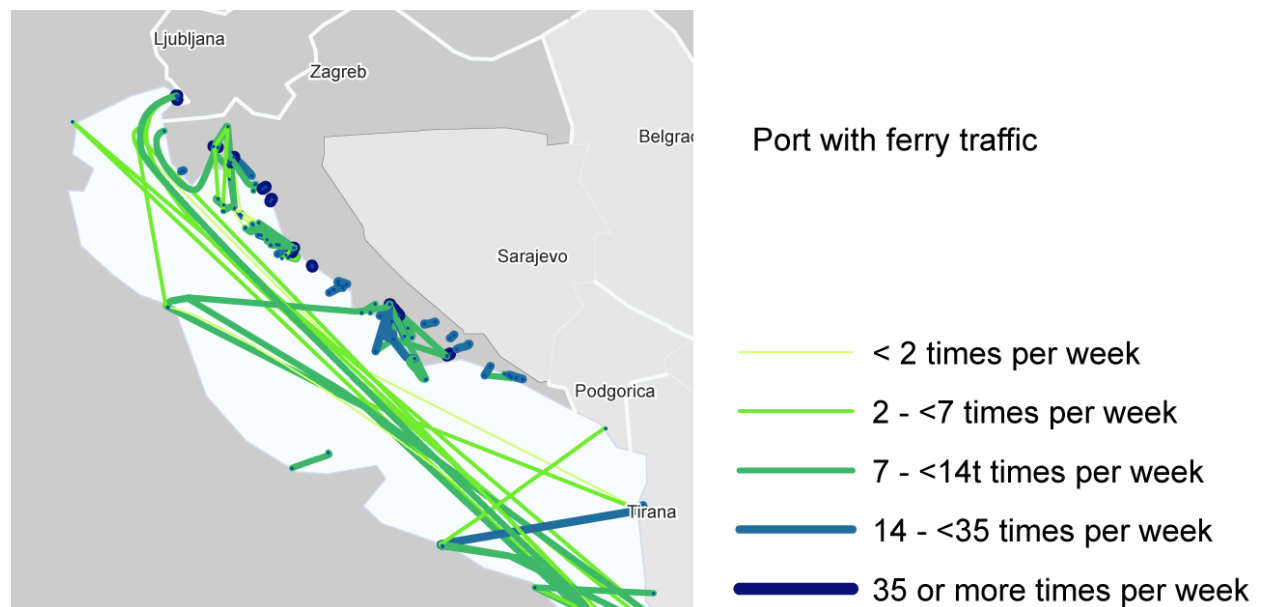 Ljubljana
Zagreb
Belgrad
Sarajevo
Podgorica
Tirana
Port with ferry traffic
< 2 times per week
2 - <7 times per week
7 - <14t times per week
14 - <35 times per week
35 or more times per week